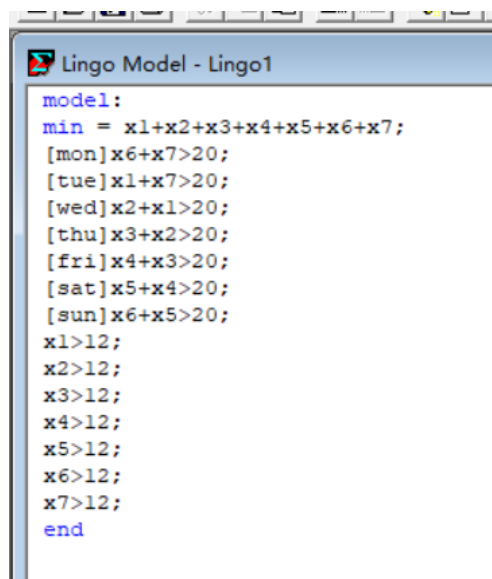 Lingo Model - Lingo1
model:
min = x1+x2+x3+x4+x5+x6+x7;
[mon]x6+x7>20;
[tue]x1+x7>20;
[wed]x2+x1>20;
[thu]x3+x2>20;
[fri]x4+x3>20;
[sat]x5+x4>20;
[sun]x6+x5>20;
x1>12;
x2>12;
x3>12;
x4>12;
x5>12;
x6>12;
x7>12;
end